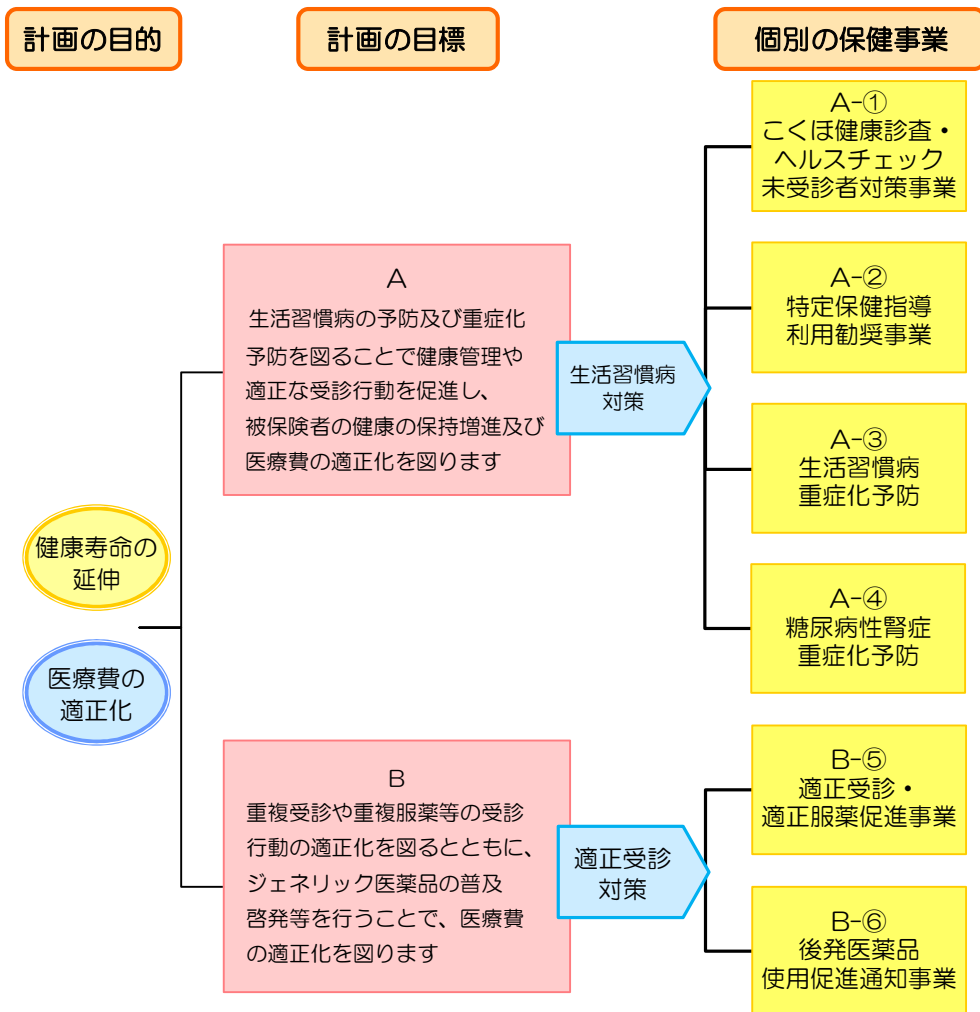 計画の目的
計画の目標
個別の保健事業
健康寿命の
延伸
医療費の
適正化
A
生活習慣病の予防及び重症化
予防を図ることで健康管理や
適正な受診行動を促進し、
被保険者の健康の保持増進及び
医療費の適正化を図ります
生活習慣病
対策
A-①
こくほ健康診査・
ヘルスチェック
未受診者対策事業
A-②
特定保健指導
利用勧奨事業
A-③
生活習慣病
重症化予防
A-④
糖尿病性腎症
重症化予防
B
重複受診や重複服薬等の受診
行動の適正化を図るとともに、
ジェネリック医薬品の普及
啓発等を行うことで、医療費
の適正化を図ります
適正受診
対策
B-⑤
適正受診・
適正服薬促進事業
B-⑥
後発医薬品
使用促進通知事業